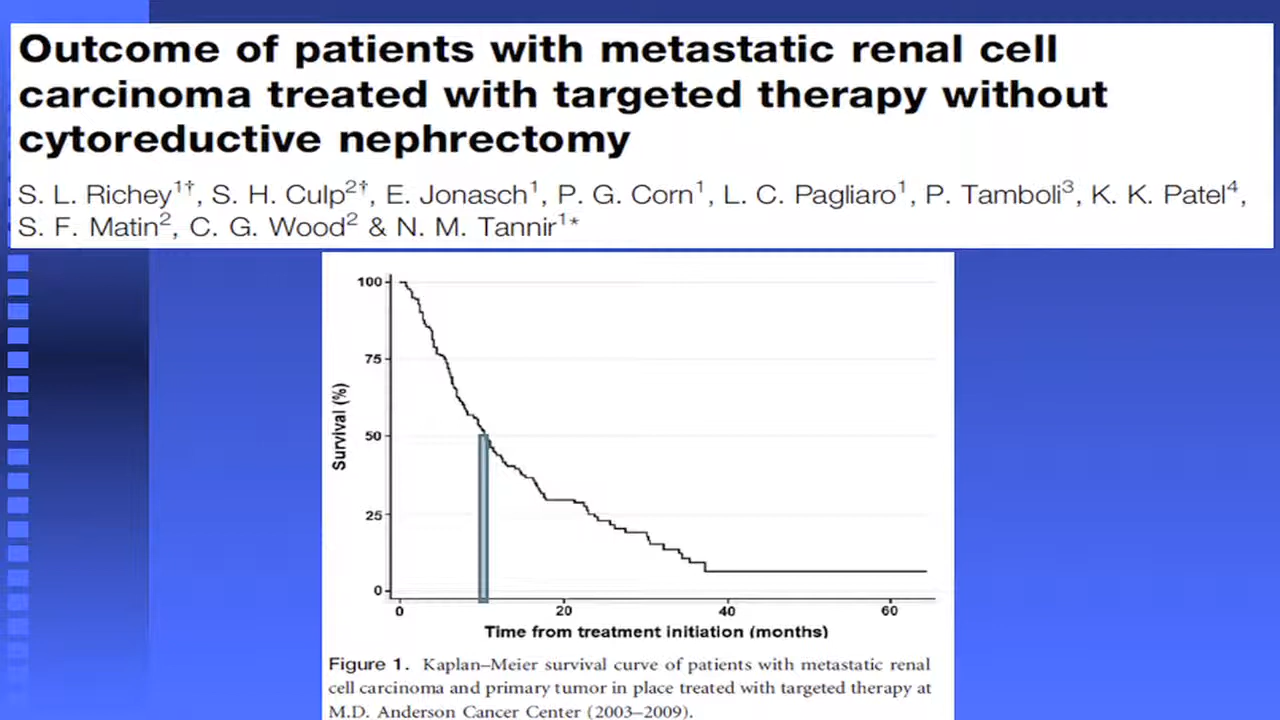 Outcome of patients with metastatic renal cell
carcinoma treated with targeted therapy without
cytoreductive nephrectomy
S. L. Richey1†, S. H. Culp2†, E. Jonasch1, P. G. Corn1, L. C. Pagliaro1, P. Tamboli3, K. K. Patel4,
S. F. Matin2, C. G. Wood2 & N. M. Tannir1*
100
75
50
25
0
Survival (%)
0 20 40 60
Time from treatment initiation (months)
Figure 1. Kaplan–Meier survival curve of patients with metastatic renal
cell carcinoma and primary tumor in place treated with targeted therapy at
M.D. Anderson Cancer Center (2003–2009).